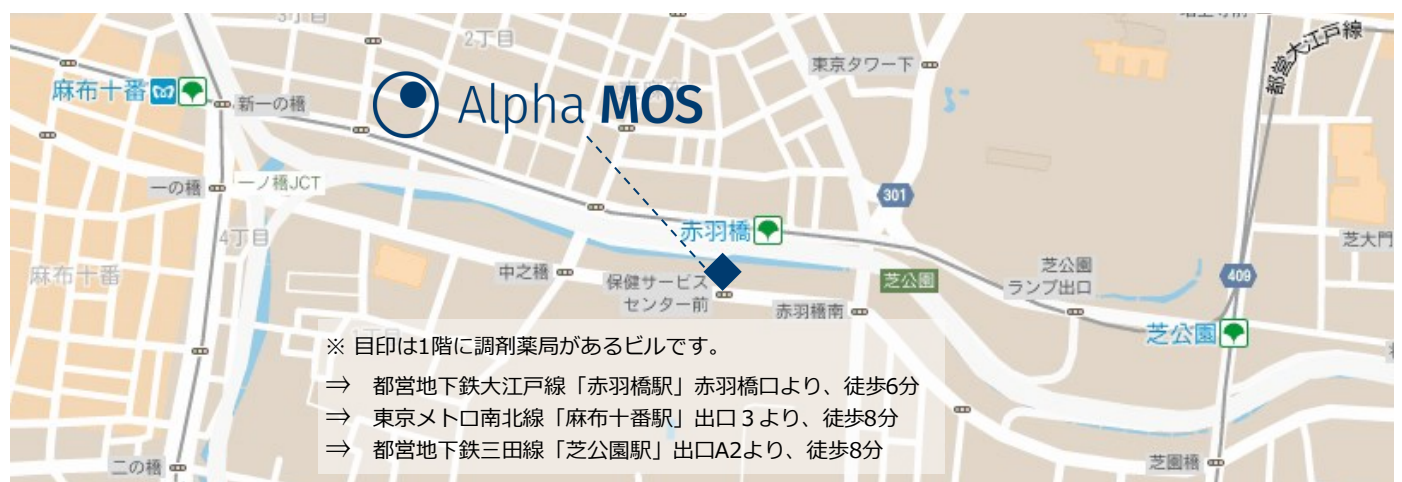 3丁目
2丁目
都営大江戸線
東京タワー下
麻布十番
新一の橋
Alpha MOS
一の橋
一ノ橋JCT
301
4丁目
赤羽橋
芝大門
麻布十番
中之橋
保健サービス
センター前
芝公園
芝公園
ランプ出口
409
赤羽橋南
芝公園
※ 目印は1階に調剤薬局があるビルです。
⇒ 都営地下鉄大江戸線「赤羽橋駅」赤羽橋口より、徒歩6分
⇒ 東京メトロ南北線「麻布十番駅」出口３より、徒歩8分
⇒ 都営地下鉄三田線「芝公園駅」出口A2より、徒歩8分
二の橋
芝園橋